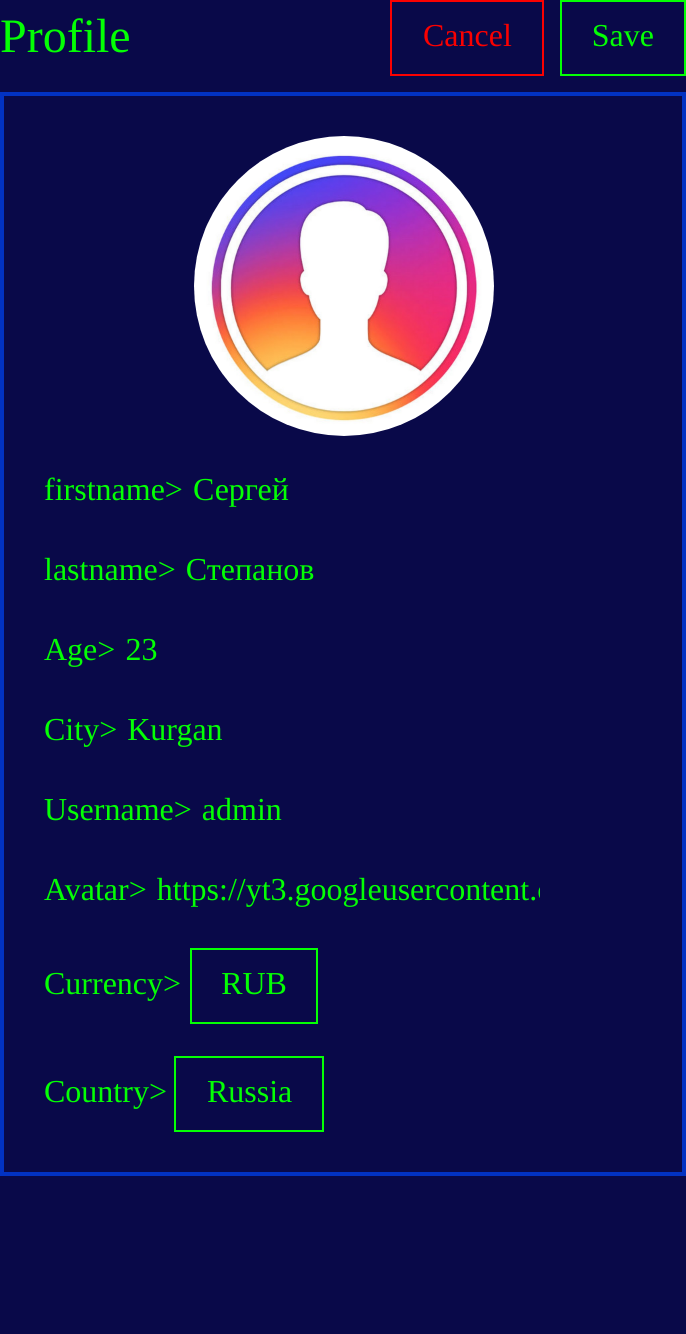 Profile
Cancel
Save
firstname> Сергей
lastname> Степанов
Age> 23
City> Kurgan
Username> admin
Avatar> https://yt3.googleusercontent.
Currency> RUB
Country> Russia